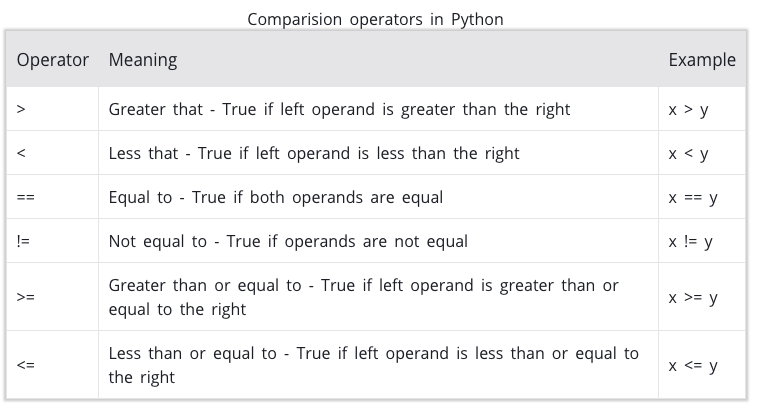 Comparision operators in Python
Operator Meaning Example
> Greater that - True if left operand is greater than the right x > y
< Less that - True if left operand is less than the right x < y
== Equal to - True if both operands are equal x == y
!= Not equal to - True if operands are not equal x != y
>= Greater than or equal to - True if left operand is greater than or
equal to the right x >= y
<= Less than or equal to - True if left operand is less than or equal to
the right x <= y